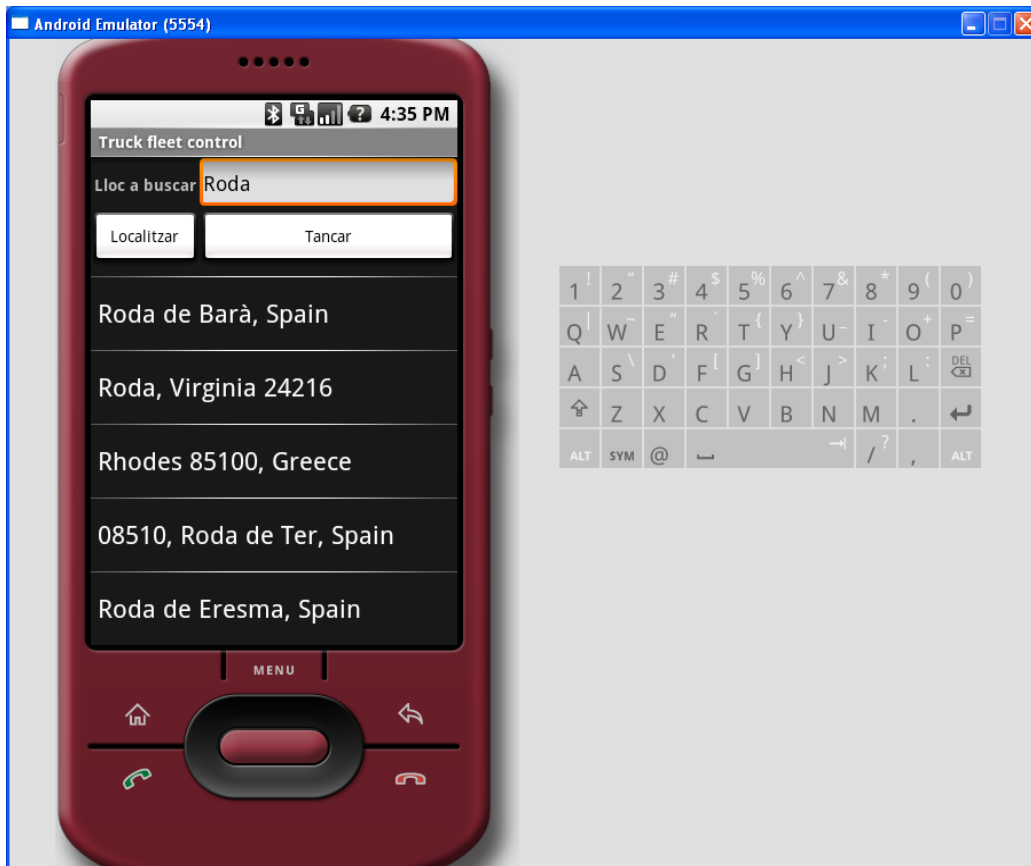 Android Emulator (5554)
4:35 PM
Truck fleet control
Lloc a buscar Roda
Localitzar Tancar
Roda de Barà, Spain
Roda, Virginia 24216
Rhodes 85100, Greece
08510, Roda de Ter, Spain
Roda de Eresma, Spain
MENU
1 ! 2 " 3 # 4 $ 5 % 6 ^ 7 & 8 * 9 ( 0 )
Q | W ~ E " R ` T { Y } U _ I - O + P =
A S \ D ' F [ G ] H < J > K ; L : DEL
Z X C V B N M .
ALT SYM @ / ? , ALT